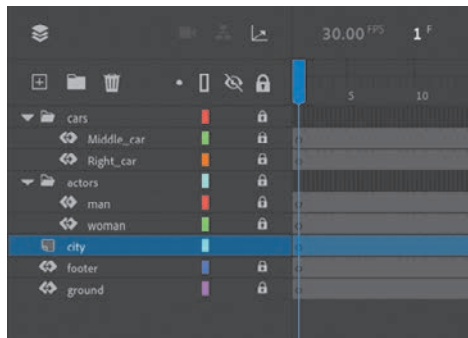 30.00 FPS 1 F
5 10
cars
Middle_car
Right_car
actors
man
woman
city
footer
ground